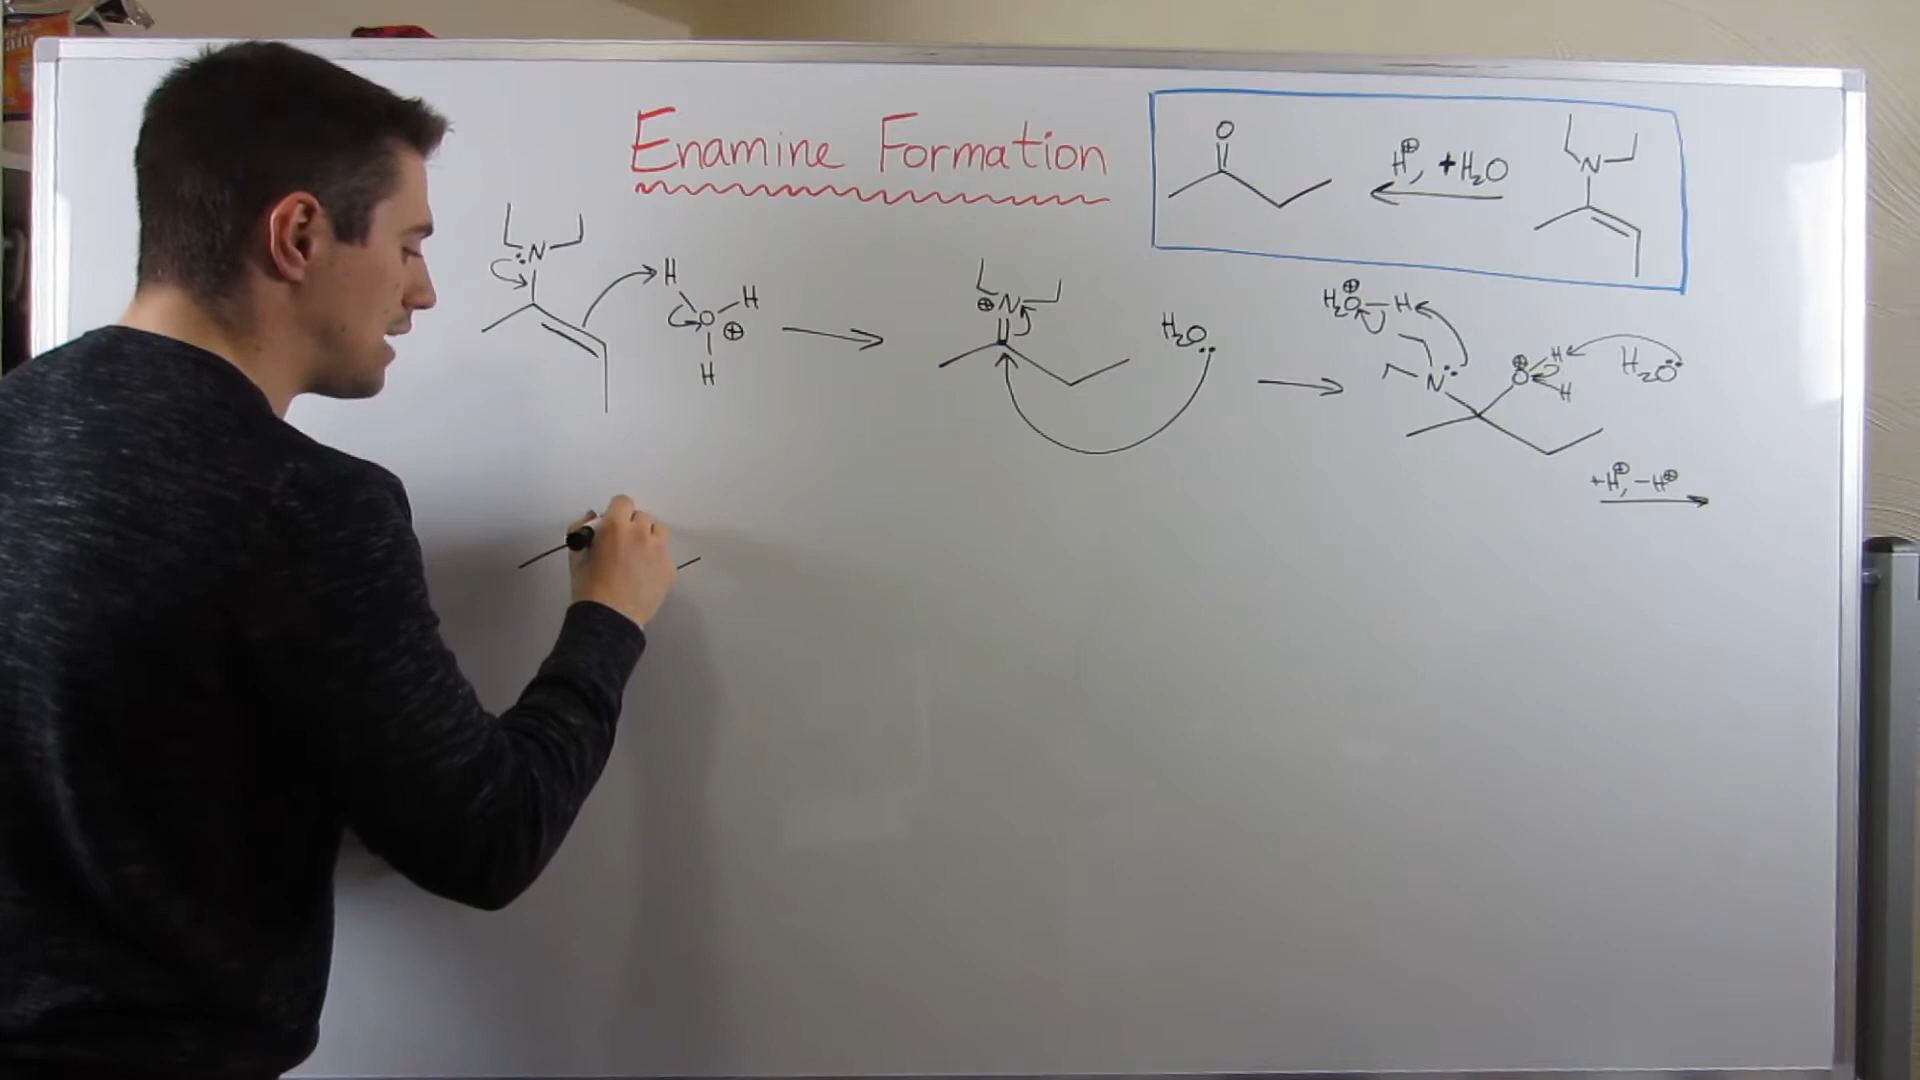 Enamine Formation
O
H⊕, +H₂O
N
N
H
H
O
⊕
H
⊕N
H₂O
H₂O⊕—H
N
⊕O
H
H
H₂O
+H⊕, −H⊕